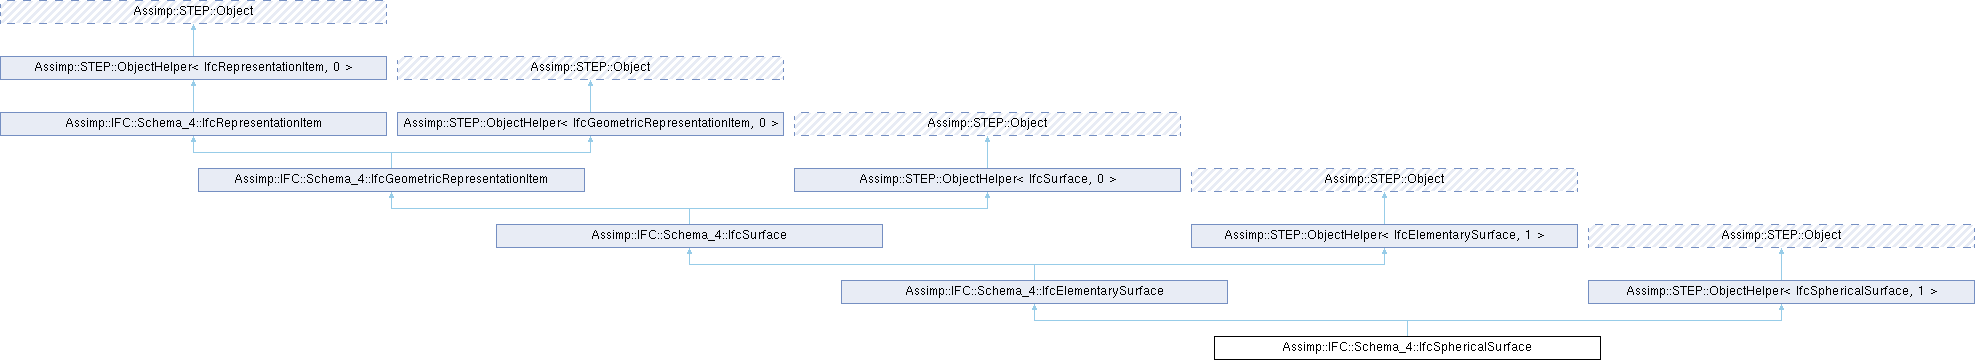 Assimp::STEP::Object
Assimp::STEP::ObjectHelper< IfcRepresentationItem, 0 >
Assimp::STEP::Object
Assimp::IFC::Schema_4::IfcRepresentationItem
Assimp::STEP::ObjectHelper< IfcGeometricRepresentationItem, 0 >
Assimp::STEP::Object
Assimp::IFC::Schema_4::IfcGeometricRepresentationItem
Assimp::STEP::ObjectHelper< IfcSurface, 0 >
Assimp::STEP::Object
Assimp::IFC::Schema_4::IfcSurface
Assimp::STEP::ObjectHelper< IfcElementarySurface, 1 >
Assimp::STEP::Object
Assimp::IFC::Schema_4::IfcElementarySurface
Assimp::STEP::ObjectHelper< IfcSphericalSurface, 1 >
Assimp::IFC::Schema_4::IfcSphericalSurface